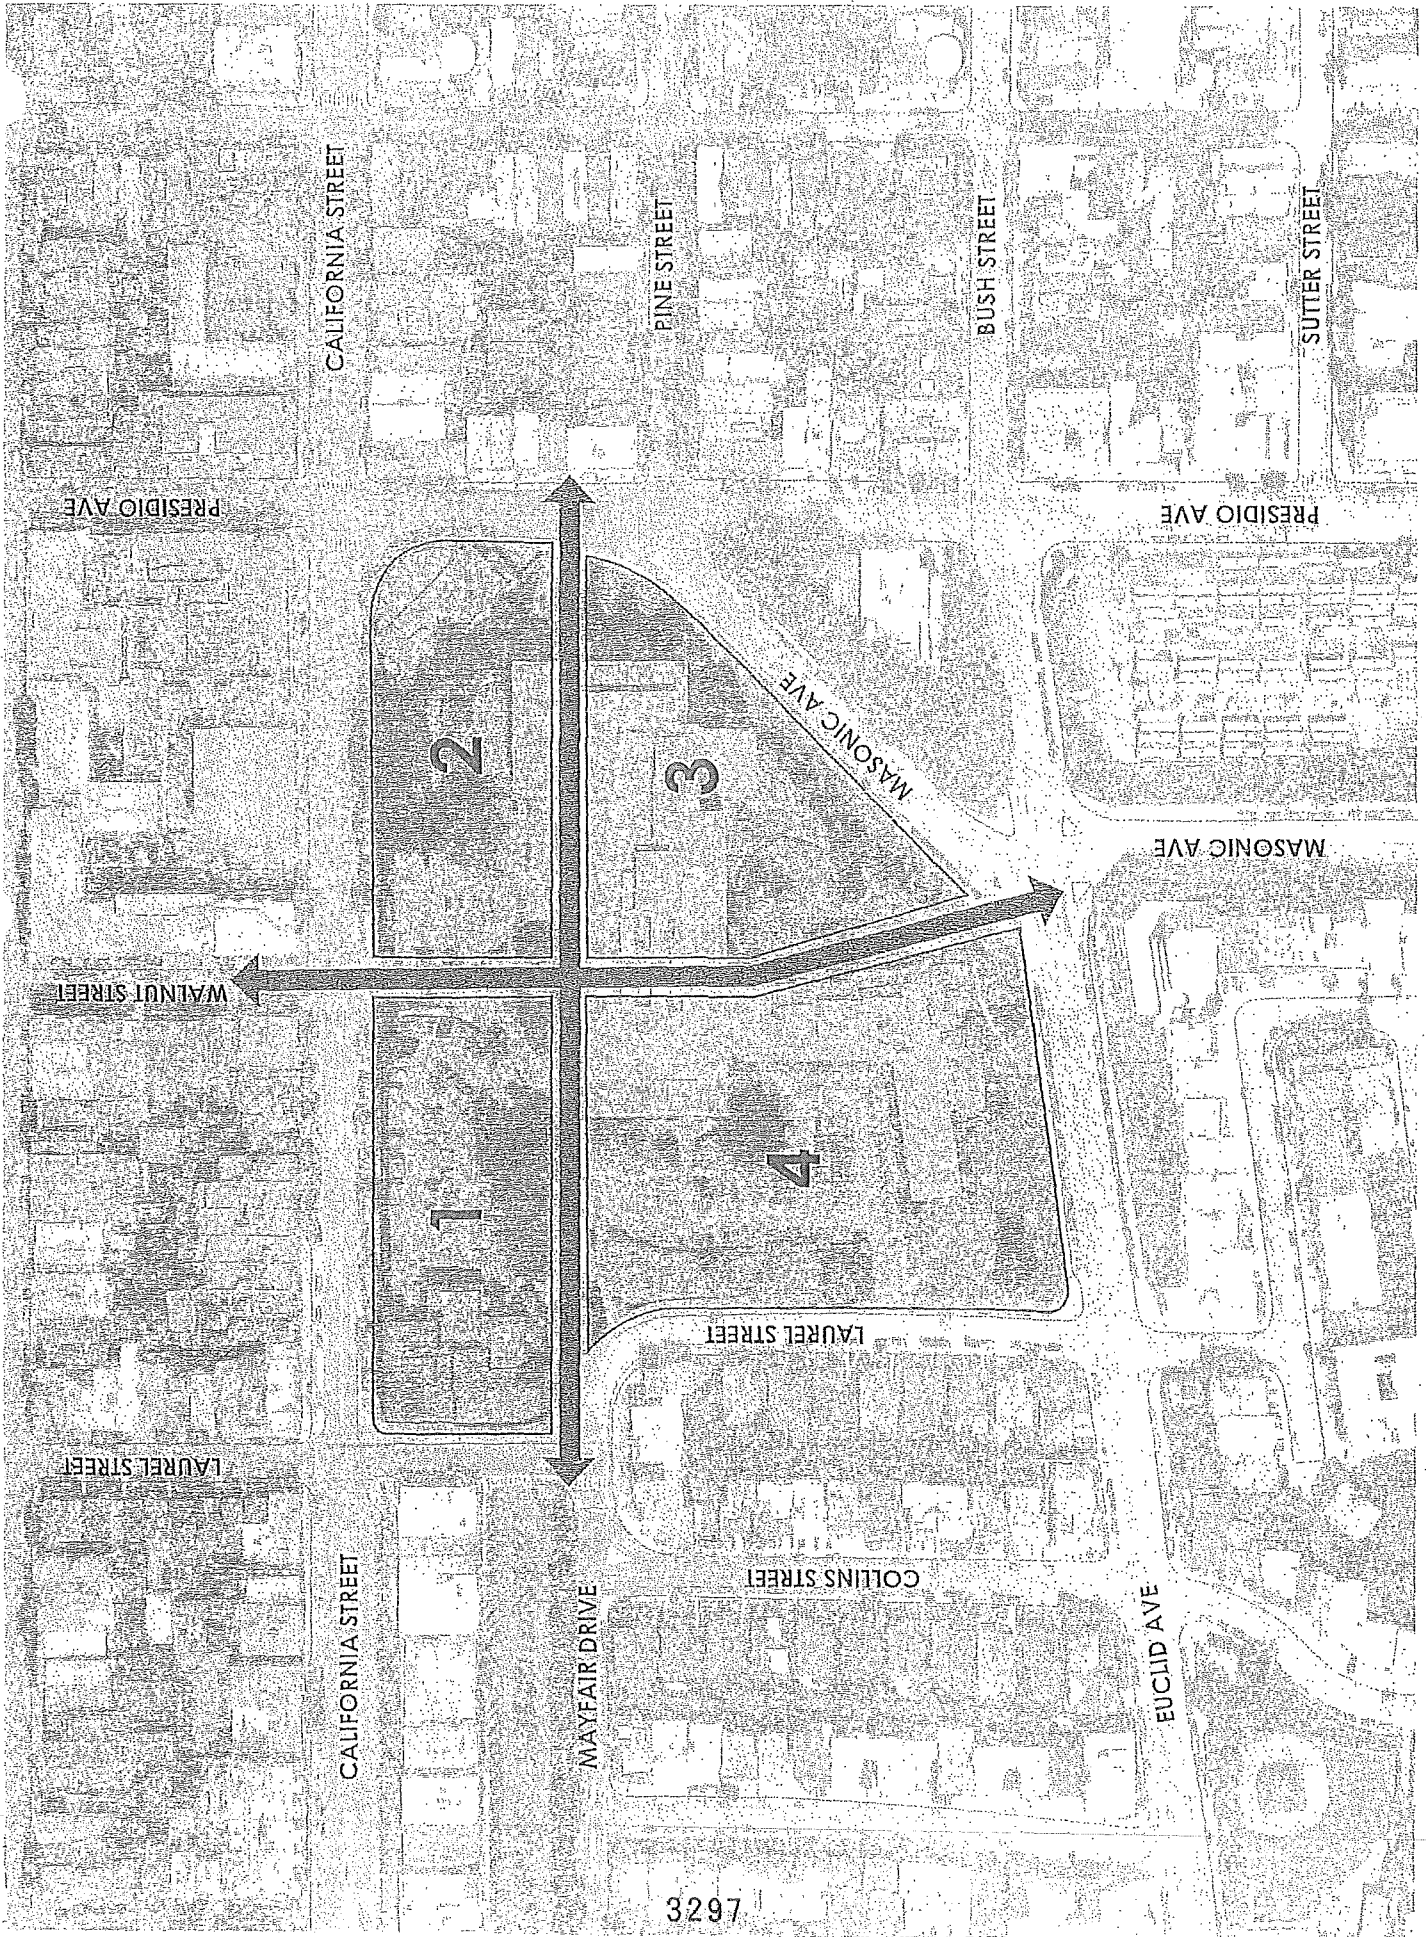 CALIFORNIA STREET
PINE STREET
BUSH STREET
SUTTER STREET
PRESIDIO AVE
PRESIDIO AVE
2
3
MASONIC AVE
MASONIC AVE
WALNUT STREET
1
4
LAUREL STREET
LAUREL STREET
CALIFORNIA STREET
MAYFAIR DRIVE
COLLINS STREET
EUCLID AVE
3297